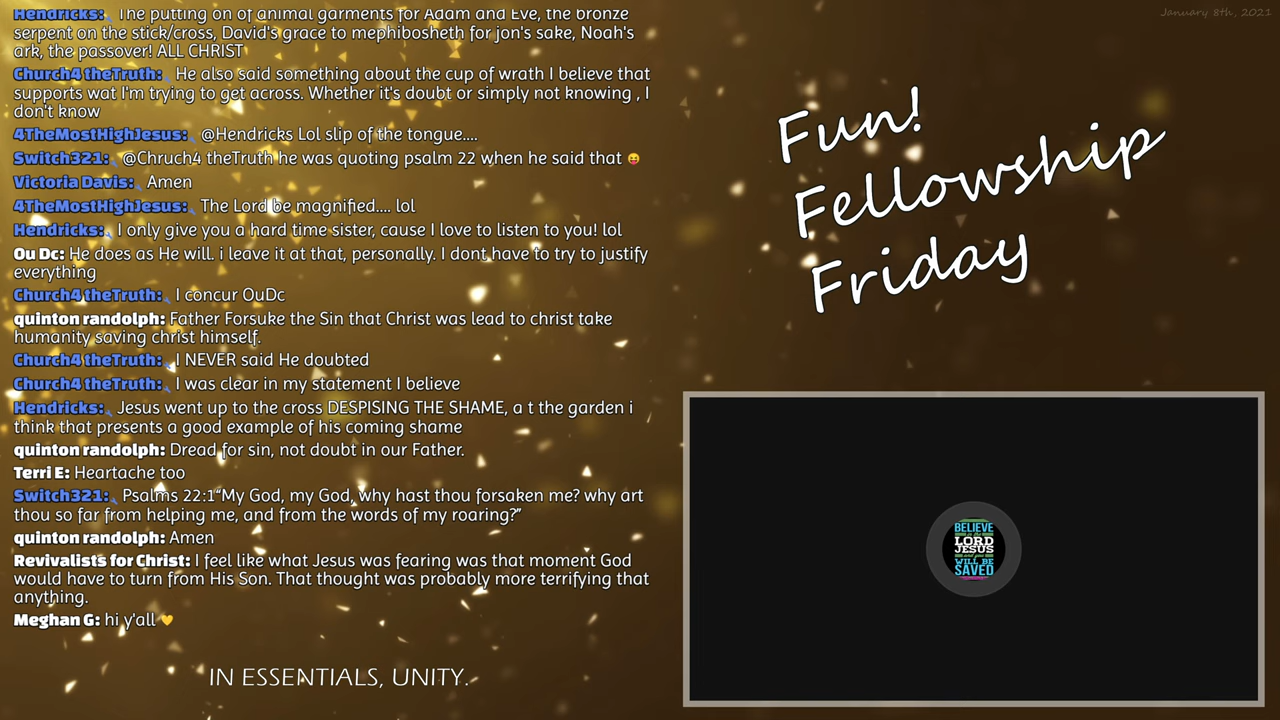 Hendricks: The putting on of animal garments for Adam and Eve, the bronze
serpent on the stick/cross, David's grace to mephibosheth for jon's sake, Noah's
ark, the passover! ALL CHRIST
Church4 theTruth: He also said something about the cup of wrath I believe that
supports wat I'm trying to get across. Whether it's doubt or simply not knowing , I
don't know
4TheMostHighJesus: @Hendricks Lol slip of the tongue....
Switch321: @Chruch4 theTruth he was quoting psalm 22 when he said that 😝
Victoria Davis: Amen
4TheMostHighJesus: The Lord be magnified.... lol
Hendricks: I only give you a hard time sister, cause I love to listen to you! lol
Ou Dc: He does as He will. i leave it at that, personally. I dont have to try to justify
everything
Church4 theTruth: I concur OuDc
quinton randolph: Father Forsuke the Sin that Christ was lead to christ take
humanity saving christ himself.
Church4 theTruth: I NEVER said He doubted
Church4 theTruth: I was clear in my statement I believe
Hendricks: Jesus went up to the cross DESPISING THE SHAME, a t the garden i
think that presents a good example of his coming shame
quinton randolph: Dread for sin, not doubt in our Father.
Terri E: Heartache too
Switch321: Psalms 22:1“My God, my God, why hast thou forsaken me? why art
thou so far from helping me, and from the words of my roaring?”
quinton randolph: Amen
Revivalists for Christ: I feel like what Jesus was fearing was that moment God
would have to turn from His Son. That thought was probably more terrifying that
anything.
Meghan G: hi y'all 💛
IN ESSENTIALS, UNITY.
January 8th, 2021
Fun!
Fellowship
Friday
BELIEVE
LORD
JESUS
WILL BE
SAVED